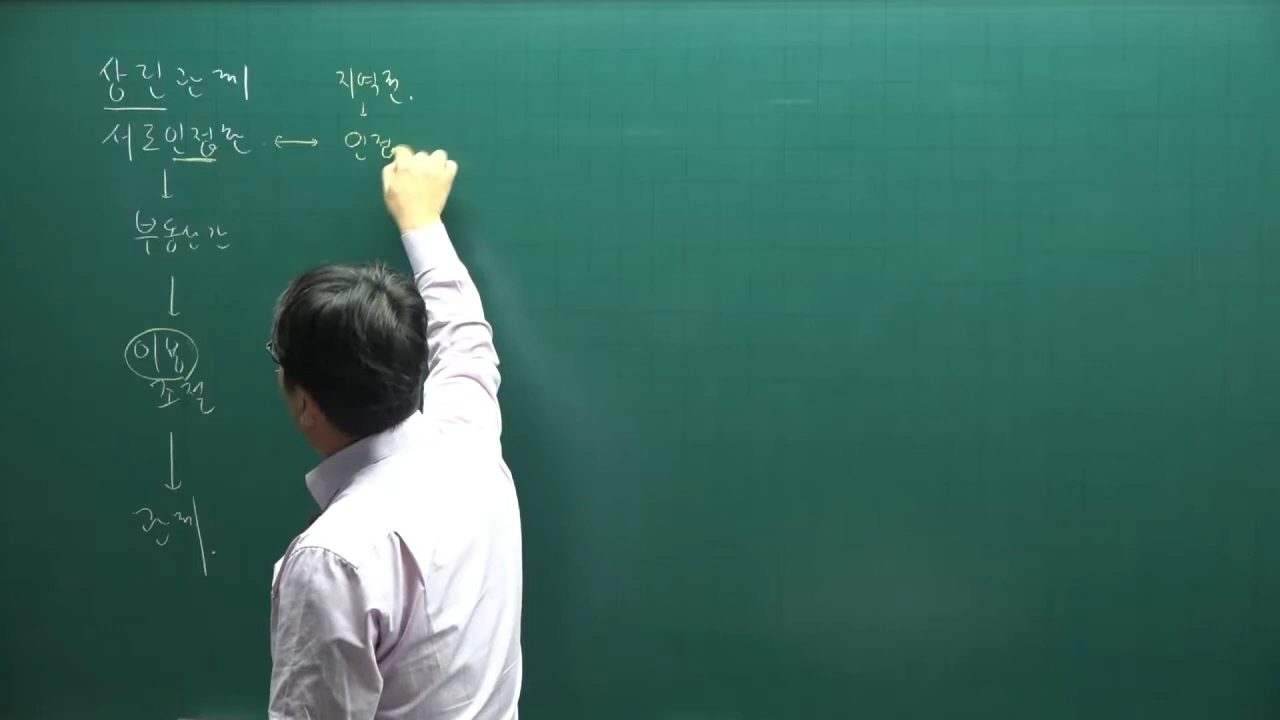 상린관계
서로인접한 ↔ 인접
↓
부동산간
↓
이용
조절
↓
관계.
지역권.
↓